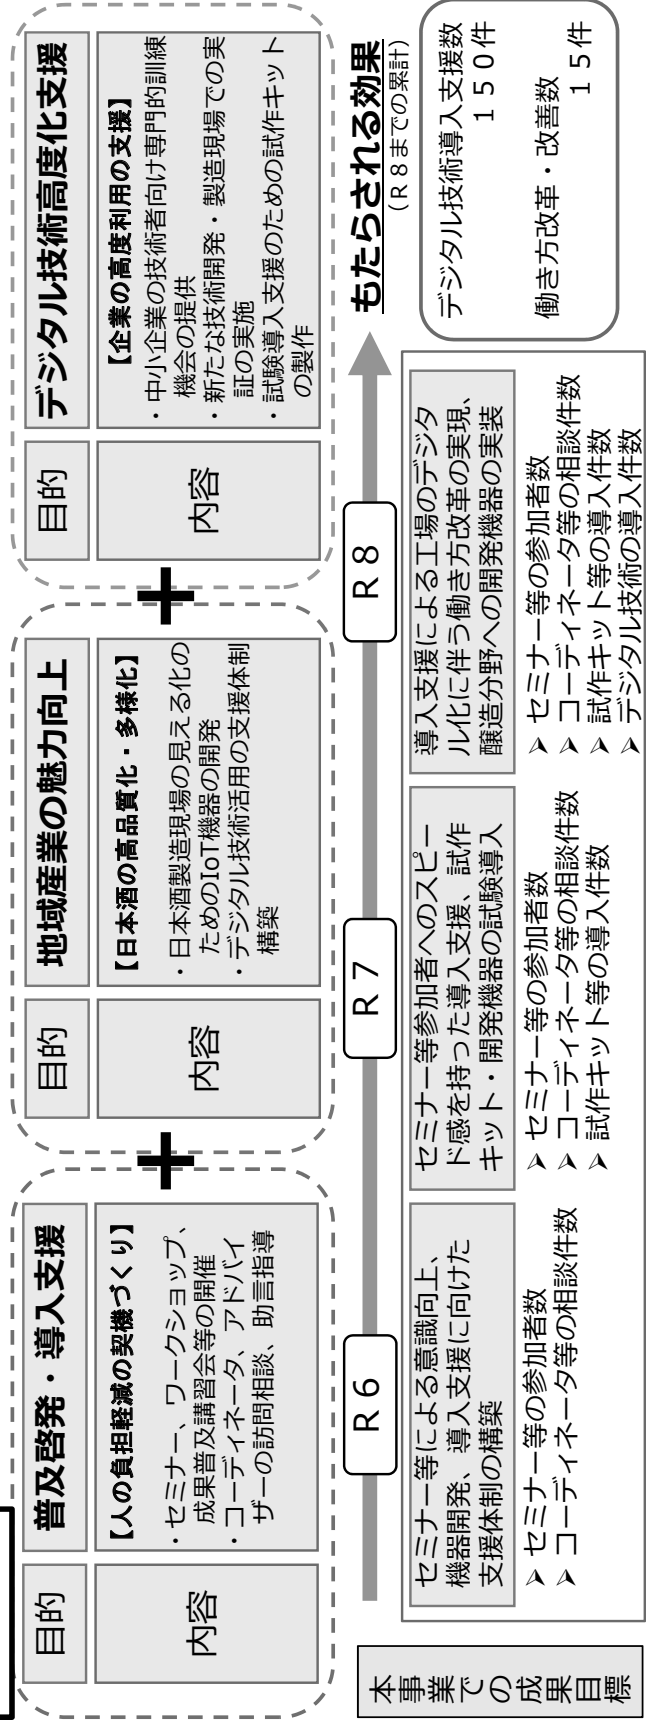 目的
普及啓発・導入支援
内容
【人の負担軽減の契機づくり】
・セミナー、ワークショップ、
成果普及講習会等の開催
・コーディネータ、アドバイ
ザーの訪問相談、助言指導
+
目的
地域産業の魅力向上
内容
【日本酒の高品質化・多様化】
・日本酒製造現場の見える化の
ためのIoT機器の開発
・デジタル技術活用の支援体制
構築
+
目的
デジタル技術高度化支援
内容
【企業の高度利用の支援】
・中小企業の技術者向け専門的訓練
機会の提供
・新たな技術開発・製造現場での実
証の実施
・試験導入支援のための試作キット
の製作
R6
R7
R8
もたらされる効果
(R8までの累計)
本事業での成果目標
セミナー等による意識向上、
機器開発、導入支援に向けた
支援体制の構築
➢ セミナー等の参加者数
➢ コーディネータ等の相談件数
セミナー等参加者へのスピー
ド感を持った導入支援、試作
キット・開発機器の試験導入
➢ セミナー等の参加者数
➢ コーディネータ等の相談件数
➢ 試作キット等の導入件数
導入支援による工場のデジタ
ル化に伴う働き方改革の実現、
醸造分野への開発機器の実装
➢ セミナー等の参加者数
➢ コーディネータ等の相談件数
➢ 試作キット等の導入件数
➢ デジタル技術の導入件数
デジタル技術導入支援数
150件
働き方改革・改善数
15件